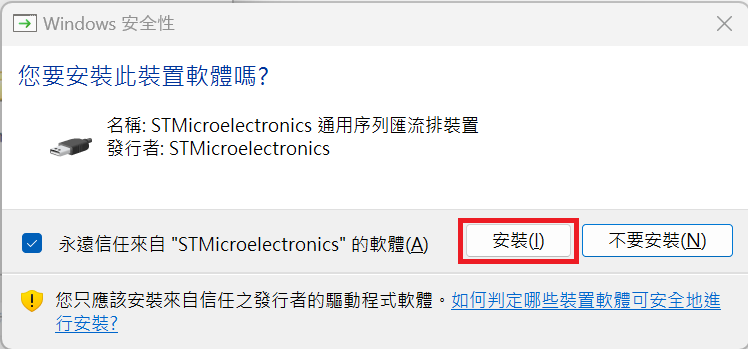 Windows 安全性
您要安裝此裝置軟體嗎?
名稱: STMicroelectronics 通用序列匯流排裝置
發行者: STMicroelectronics
永遠信任來自 "STMicroelectronics" 的軟體(A)
安裝(I)
不要安裝(N)
您只應該安裝來自信任之發行者的驅動程式軟體。如何判定哪些裝置軟體可安全地進
行安裝?